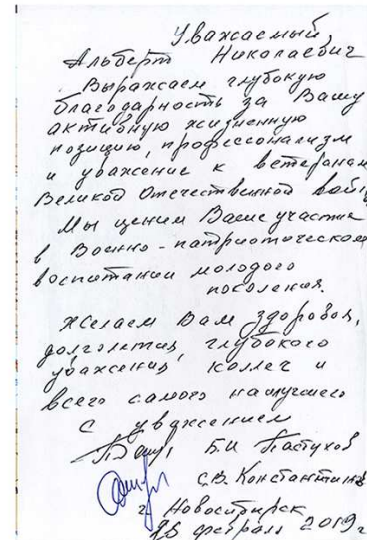 Уважаемый
Альберт Николаевич
Выражаем глубокую
благодарность за Вашу
активную жизненную
позицию, профессионализм
и уважение к ветеранам
Великой Отечественной войны
Мы ценим Ваше участие
в Военно-патриотическом
воспитании молодого
поколения.
Желаем Вам здоровья,
долголетия, глубокого
уважения коллег и
всего самого наилучшего
С уважением
Б.И Пастухов
С.В. Константинов
г. Новосибирск
февраля 2019г